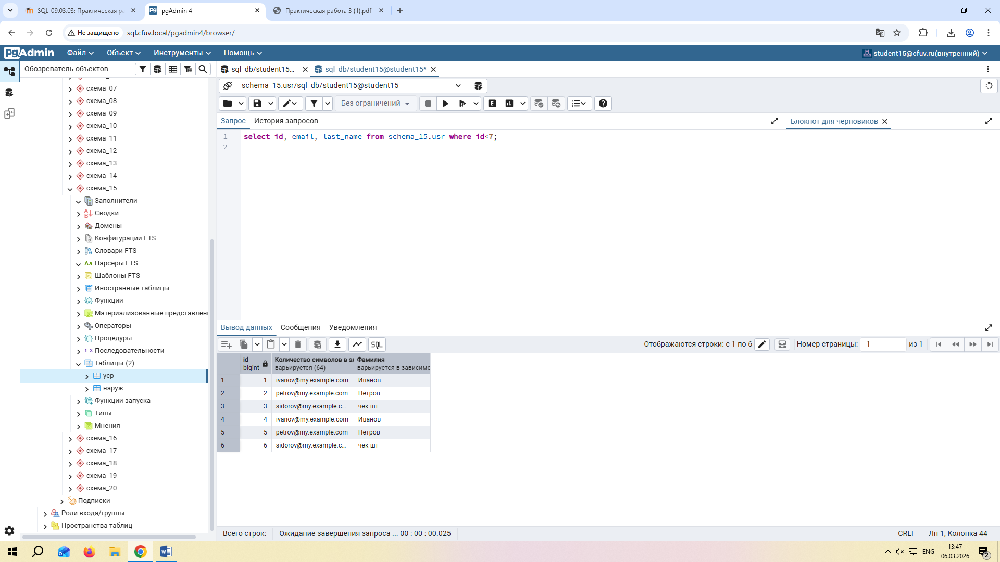 SQL_09.03.03: Практическая р
pgAdmin 4
Практическая работа 3 (1).pdf
Не защищено
sql.cfuv.local/pgadmin4/browser/
pgAdmin
Файл
Объект
Инструменты
Помощь
student15@cfuv.ru(внутренний)
Обозреватель объектов
sql_db/student15...
sql_db/student15@student15*
schema_15.usr/sql_db/student15@student15
Без ограничений
Запрос
История запросов
Блокнот для черновиков
1 select id, email, last_name from schema_15.usr where id<7;
2
схема_07
схема_08
схема_09
схема_10
схема_11
схема_12
схема_13
схема_14
схема_15
Заполнители
Сводки
Домены
Конфигурации FTS
Словари FTS
Aa Парсеры FTS
Шаблоны FTS
Иностранные таблицы
Функции
Материализованные представлен
Операторы
Процедуры
1..3 Последовательности
Таблицы (2)
уср
наруж
Функции запуска
Типы
Мнения
схема_16
схема_17
схема_18
схема_19
схема_20
Подписки
Роли входа/группы
Пространства таблиц
Вывод данных
Сообщения
Уведомления
SQL
Отображаются строки: с 1 по 6
Номер страницы: 1 из 1
id
bigint
Количество символов в эл
варьируется (64)
Фамилия
варьируется в зависимо
1 1 ivanov@my.example.com Иванов
2 2 petrov@my.example.com Петров
3 3 sidorov@my.example.c... чек шт
4 4 ivanov@my.example.com Иванов
5 5 petrov@my.example.com Петров
6 6 sidorov@my.example.c... чек шт
Всего строк:
Ожидание завершения запроса ... 00 : 00 : 00.025
CRLF
Лн 1, Колонка 44
ENG
13:47
06.03.2026
2